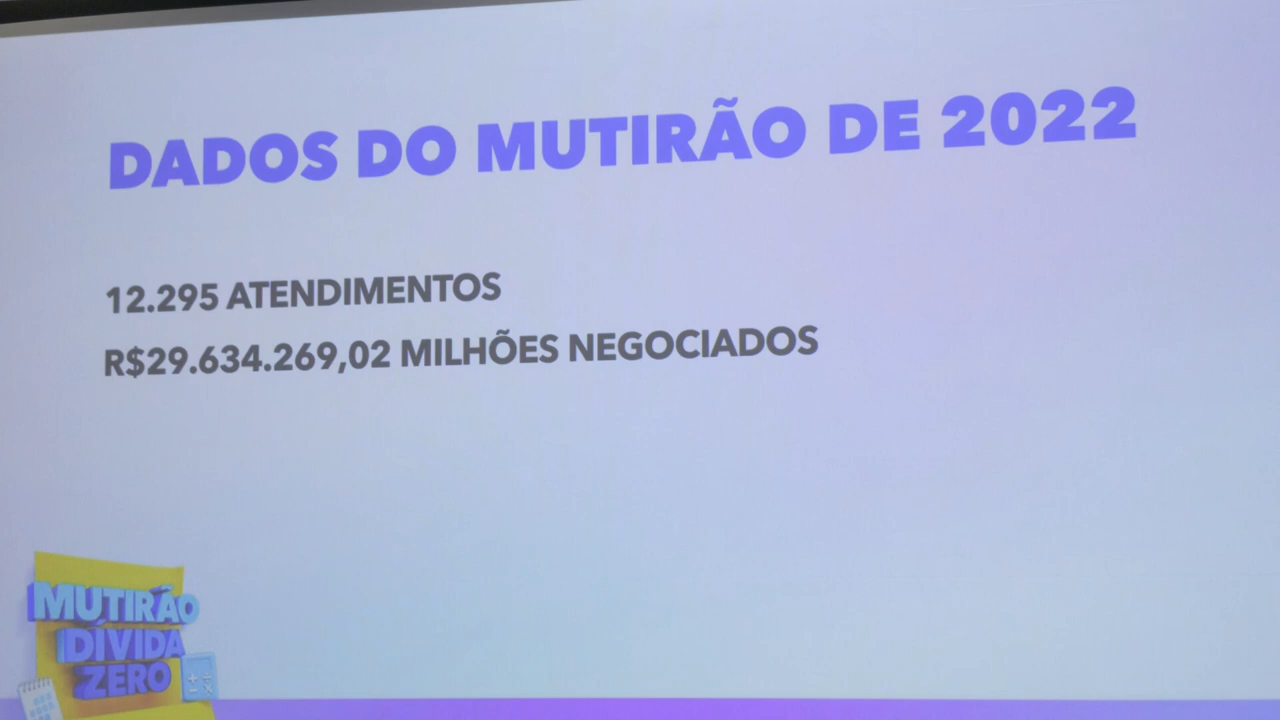 DADOS DO MUTIRÃO DE 2022
12.295 ATENDIMENTOS
R$29.634.269,02 MILHÕES NEGOCIADOS
MUTIRÃO
DÍVIDA
ZERO